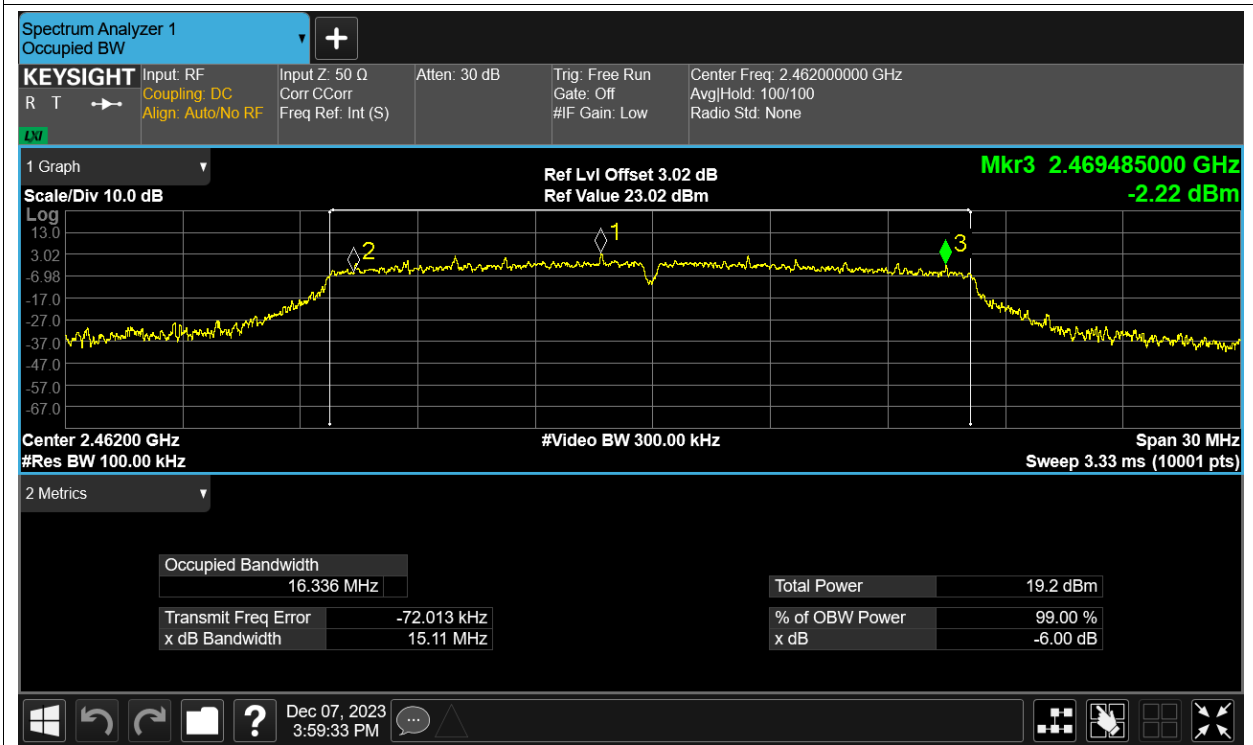 Spectrum Analyzer 1
Occupied BW
KEYSIGHT
R T
LXI
Input: RF
Coupling: DC
Align: Auto/No RF
Input Z: 50 Ω
Corr CCorr
Freq Ref: Int (S)
Atten: 30 dB
Trig: Free Run
Gate: Off
#IF Gain: Low
Center Freq: 2.462000000 GHz
Avg|Hold: 100/100
Radio Std: None
1 Graph
Scale/Div 10.0 dB
Ref Lvl Offset 3.02 dB
Ref Value 23.02 dBm
Mkr3 2.469485000 GHz
-2.22 dBm
Log
13.0
3.02
-6.98
-17.0
-27.0
-37.0
-47.0
-57.0
-67.0
2
1
3
Center 2.46200 GHz
#Video BW 300.00 kHz
Span 30 MHz
#Res BW 100.00 kHz
Sweep 3.33 ms (10001 pts)
2 Metrics
Occupied Bandwidth
16.336 MHz
Transmit Freq Error -72.013 kHz
x dB Bandwidth 15.11 MHz
Total Power 19.2 dBm
% of OBW Power 99.00 %
x dB -6.00 dB
?
Dec 07, 2023
3:59:33 PM